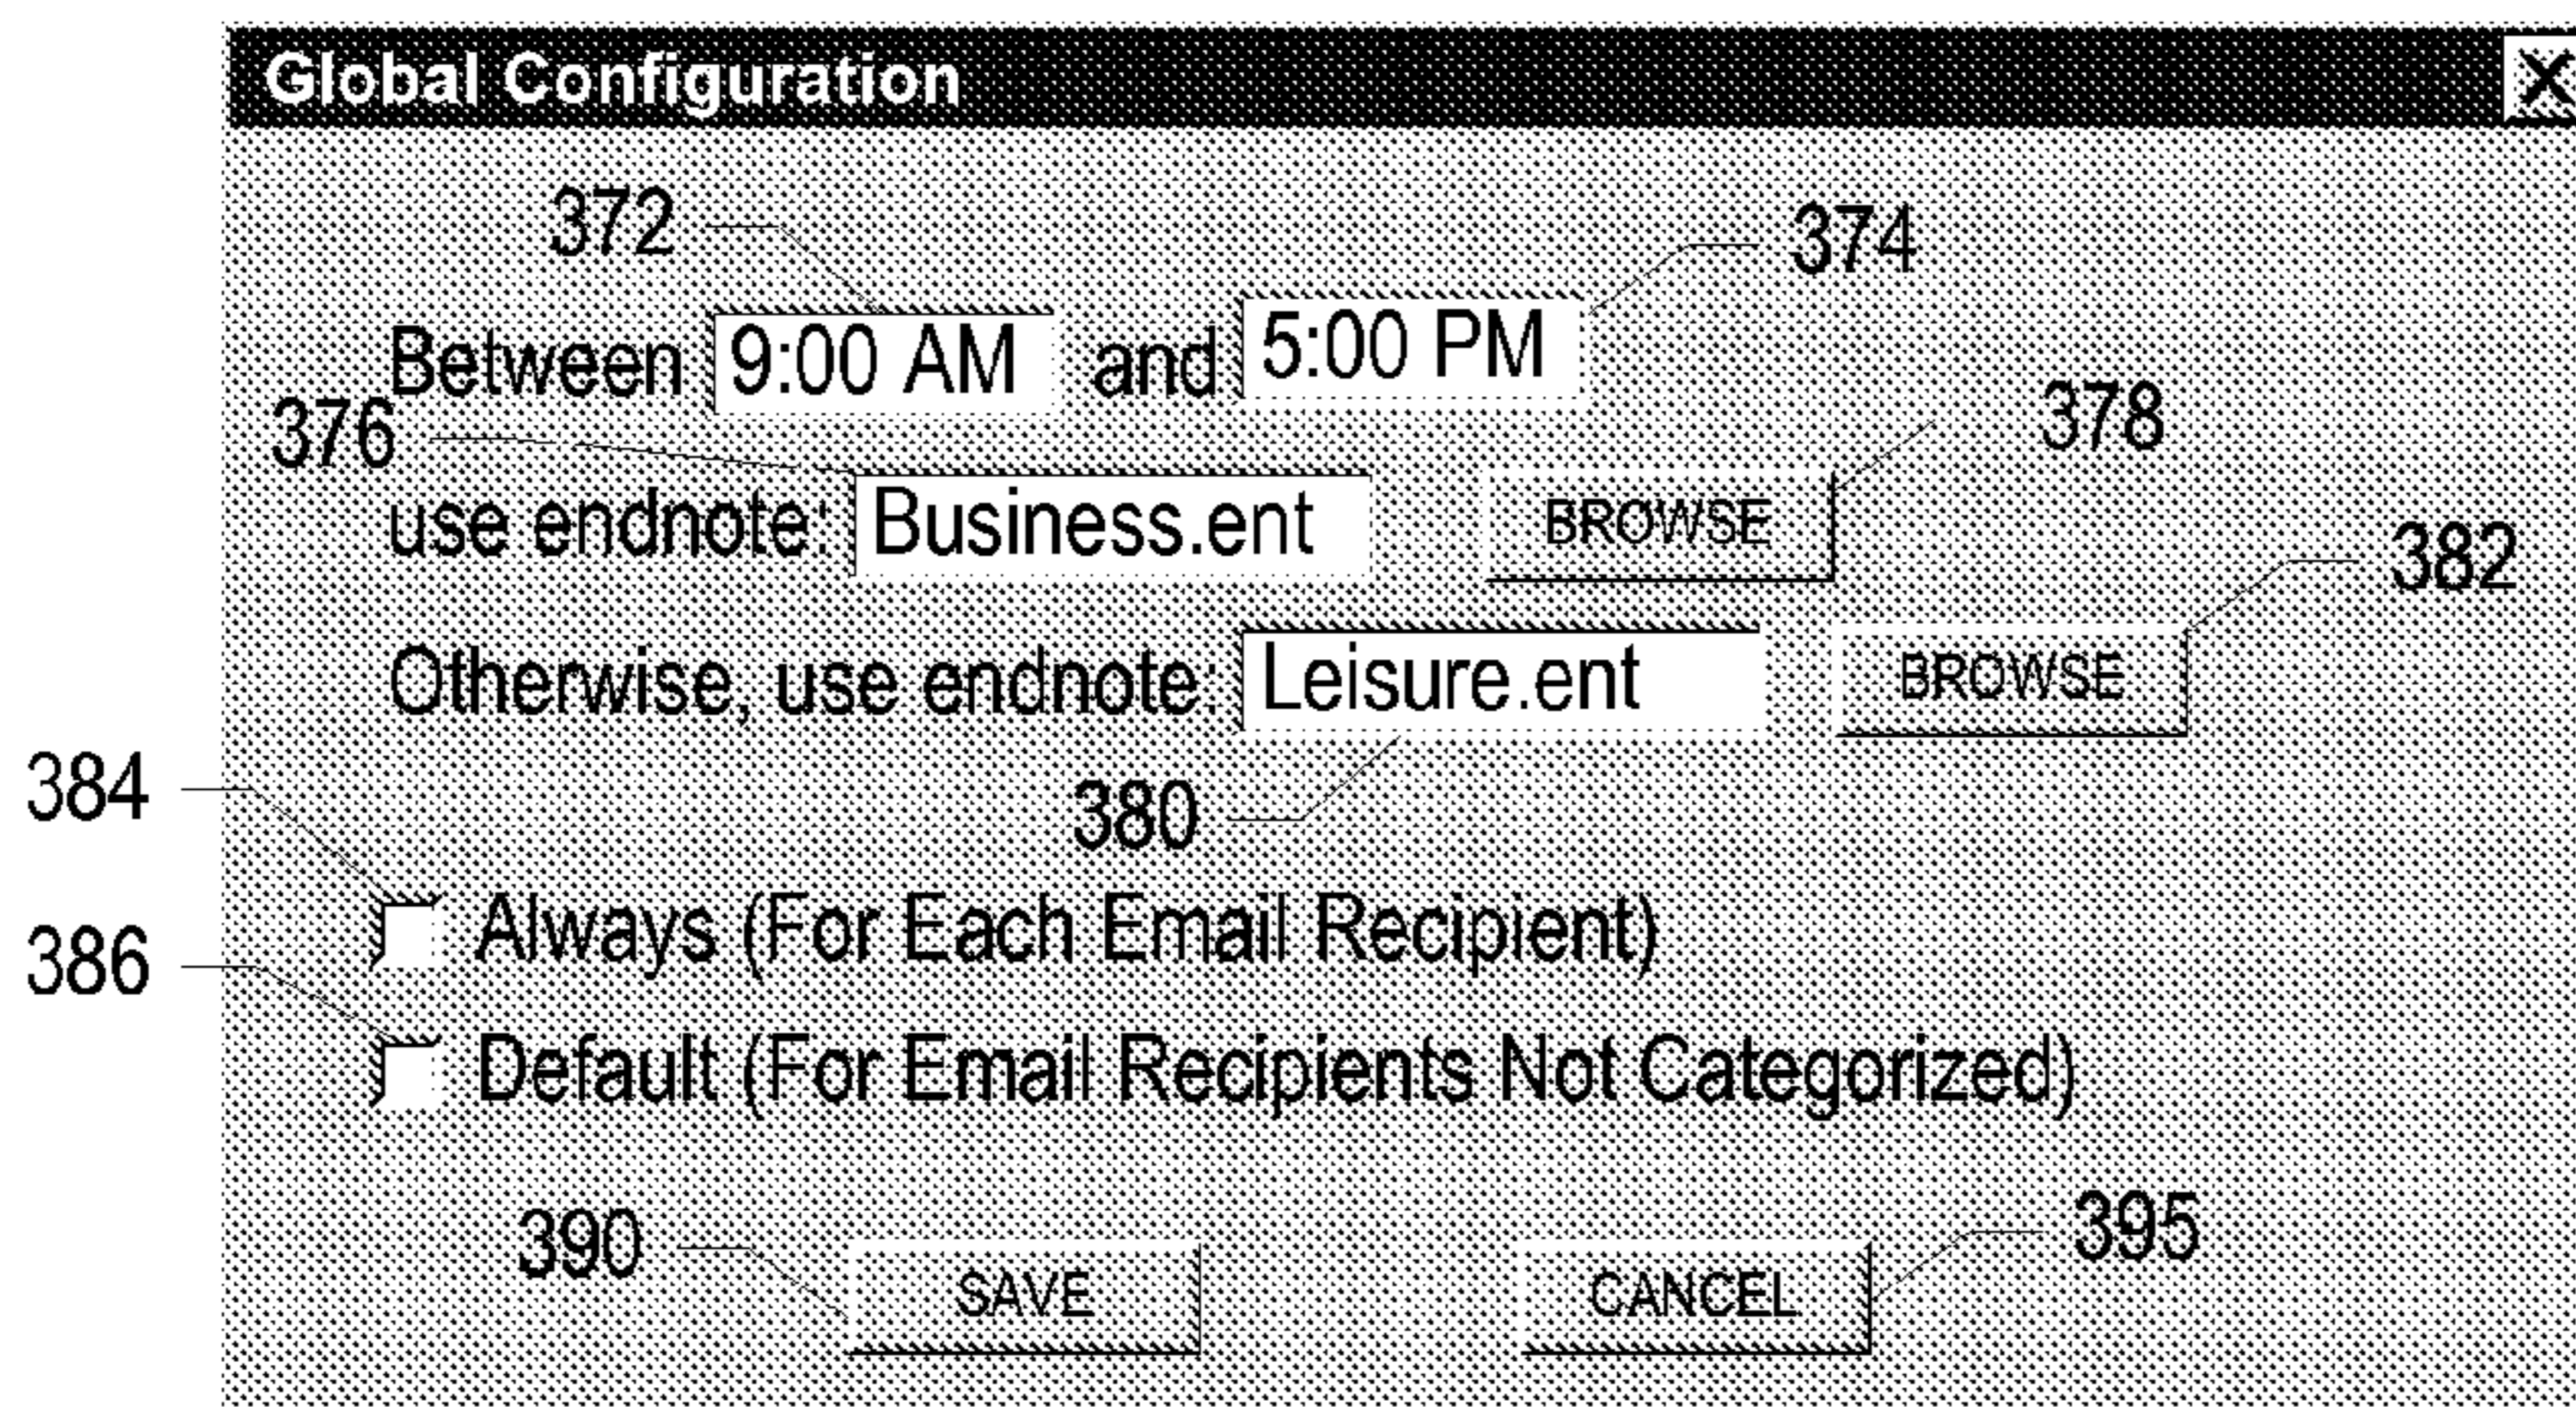 Global Configuration X
372
374
Between 9:00 AM and 5:00 PM
376
378
use endnote: Business.ent BROWSE
382
Otherwise, use endnote: Leisure.ent BROWSE
384
380
Always (For Each Email Recipient)
386
Default (For Email Recipients Not Categorized)
390
395
SAVE CANCEL